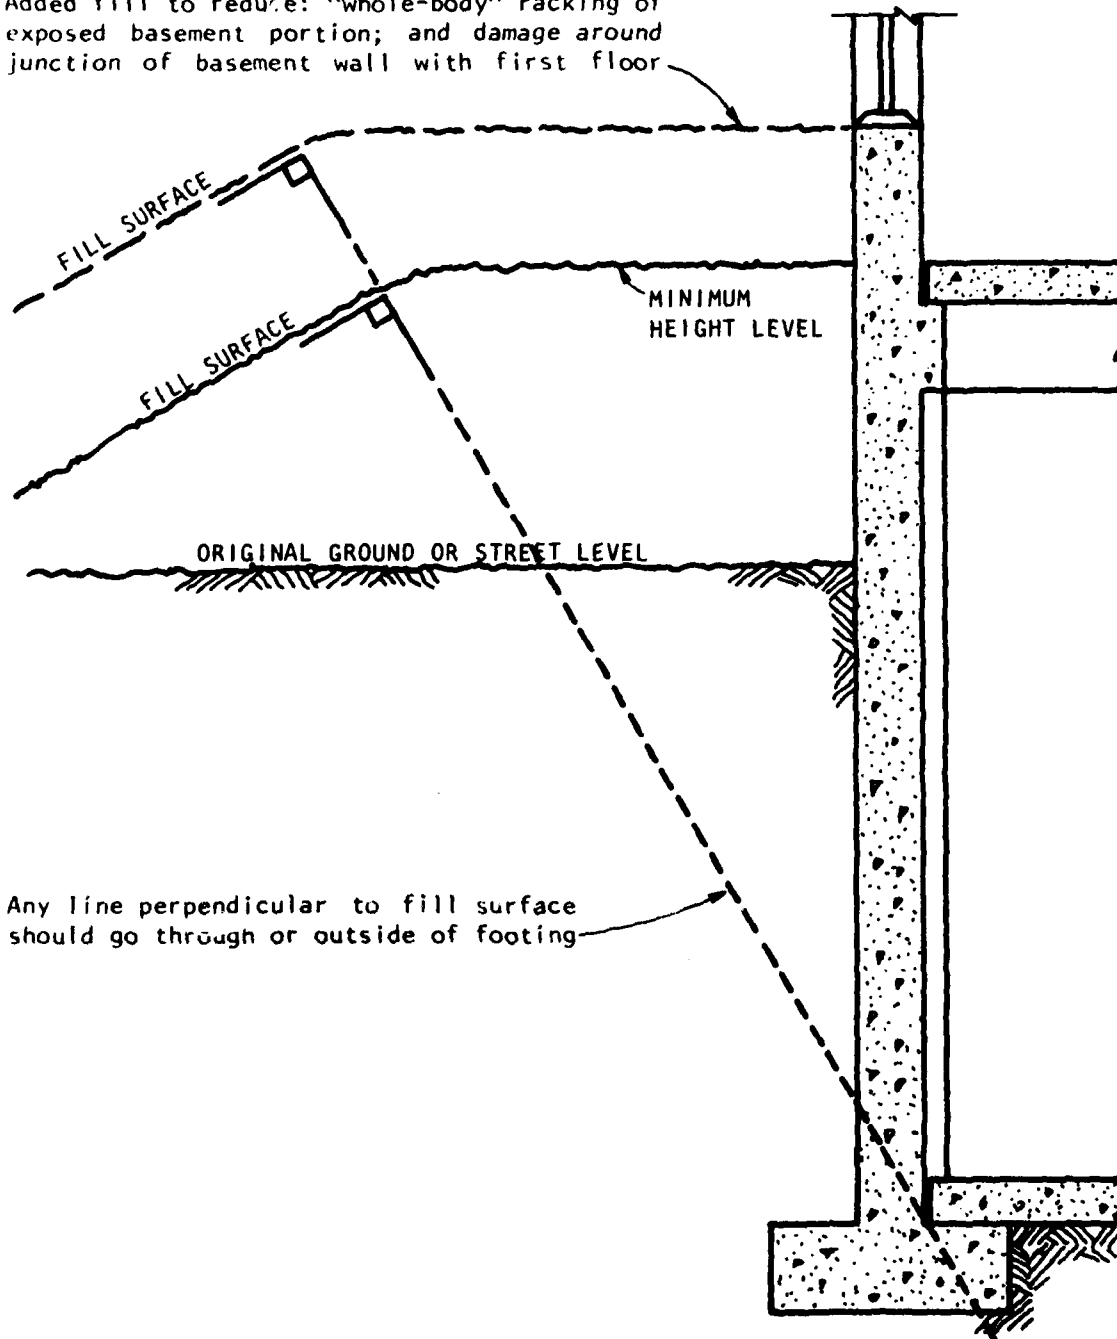 Added fill to reduce: "whole-body" racking of
exposed basement portion; and damage around
junction of basement wall with first floor
FILL SURFACE
FILL SURFACE
MINIMUM
HEIGHT LEVEL
ORIGINAL GROUND OR STREET LEVEL
Any line perpendicular to fill surface
should go through or outside of footing